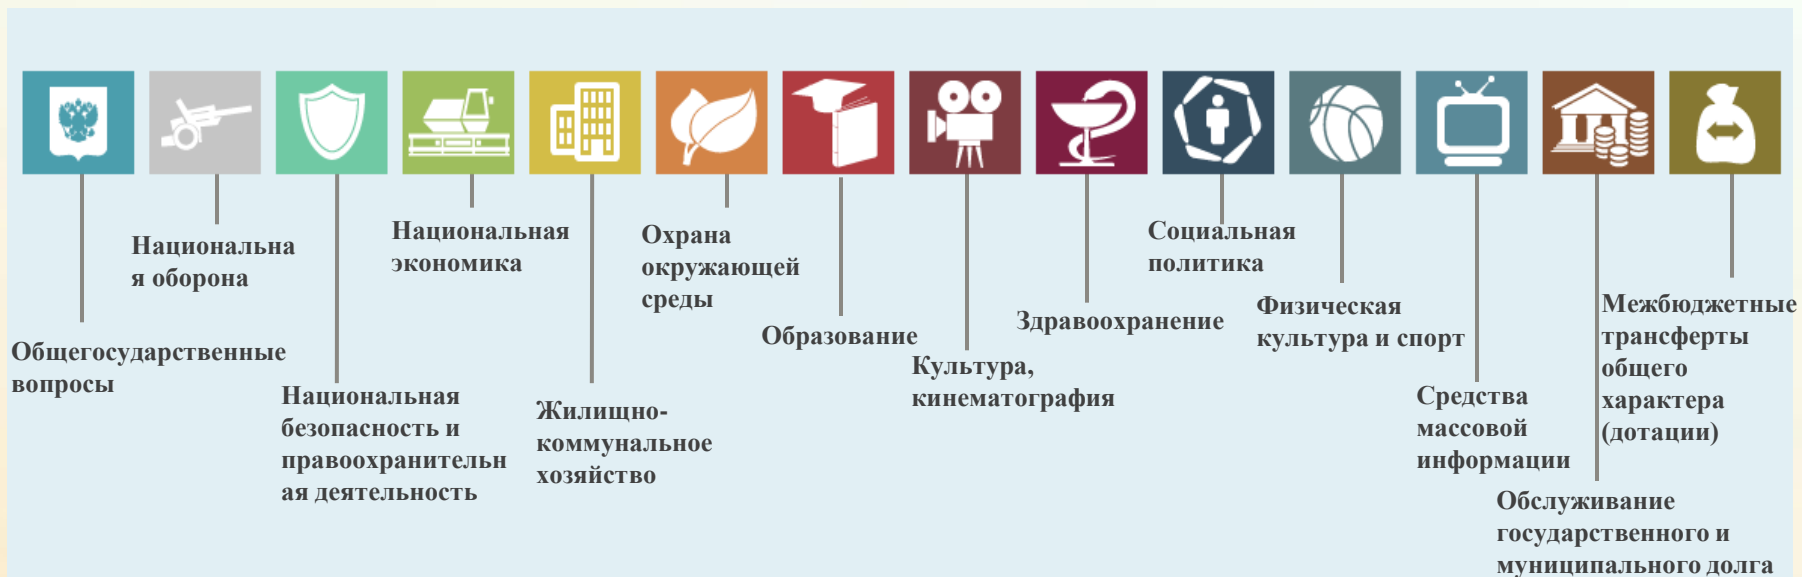 Общегосударственные
вопросы
Национальна
я оборона
Национальная
безопасность и
правоохранительн
ая деятельность
Национальная
экономика
Жилищно-
коммунальное
хозяйство
Охрана
окружающей
среды
Образование
Культура,
кинематография
Здравоохранение
Социальная
политика
Физическая
культура и спорт
Средства
массовой
информации
Обслуживание
государственного и
муниципального долга
Межбюджетные
трансферты
общего
характера
(дотации)